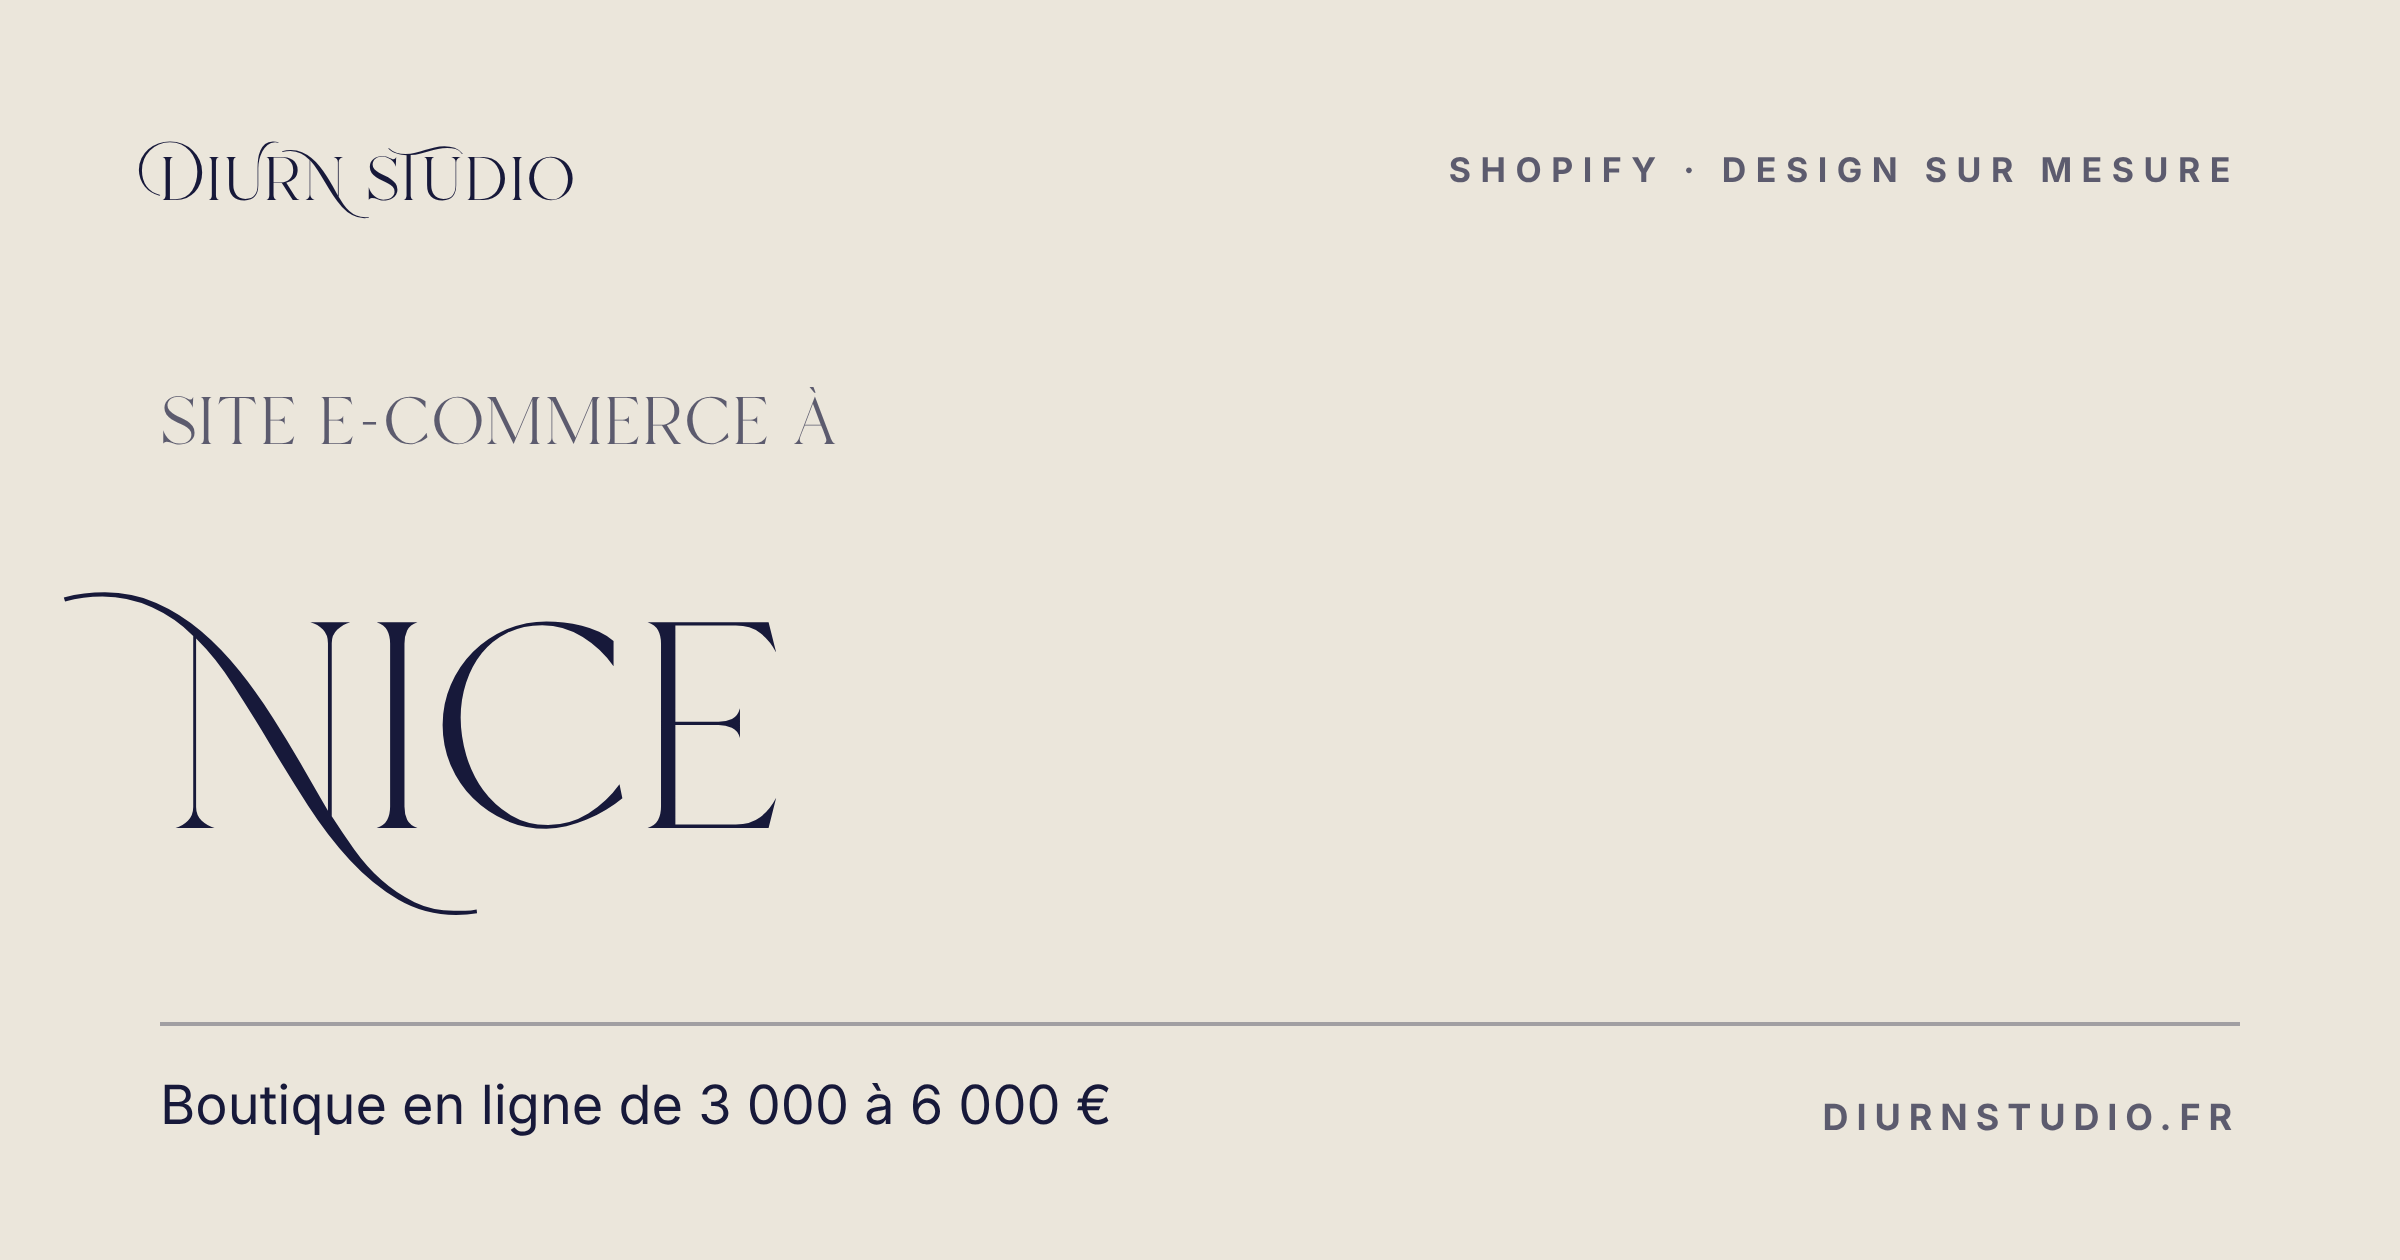 DIURN STUDIO
SHOPIFY · DESIGN SUR MESURE
SITE E-COMMERCE À
NICE
Boutique en ligne de 3 000 à 6 000 €
DIURNSTUDIO.FR